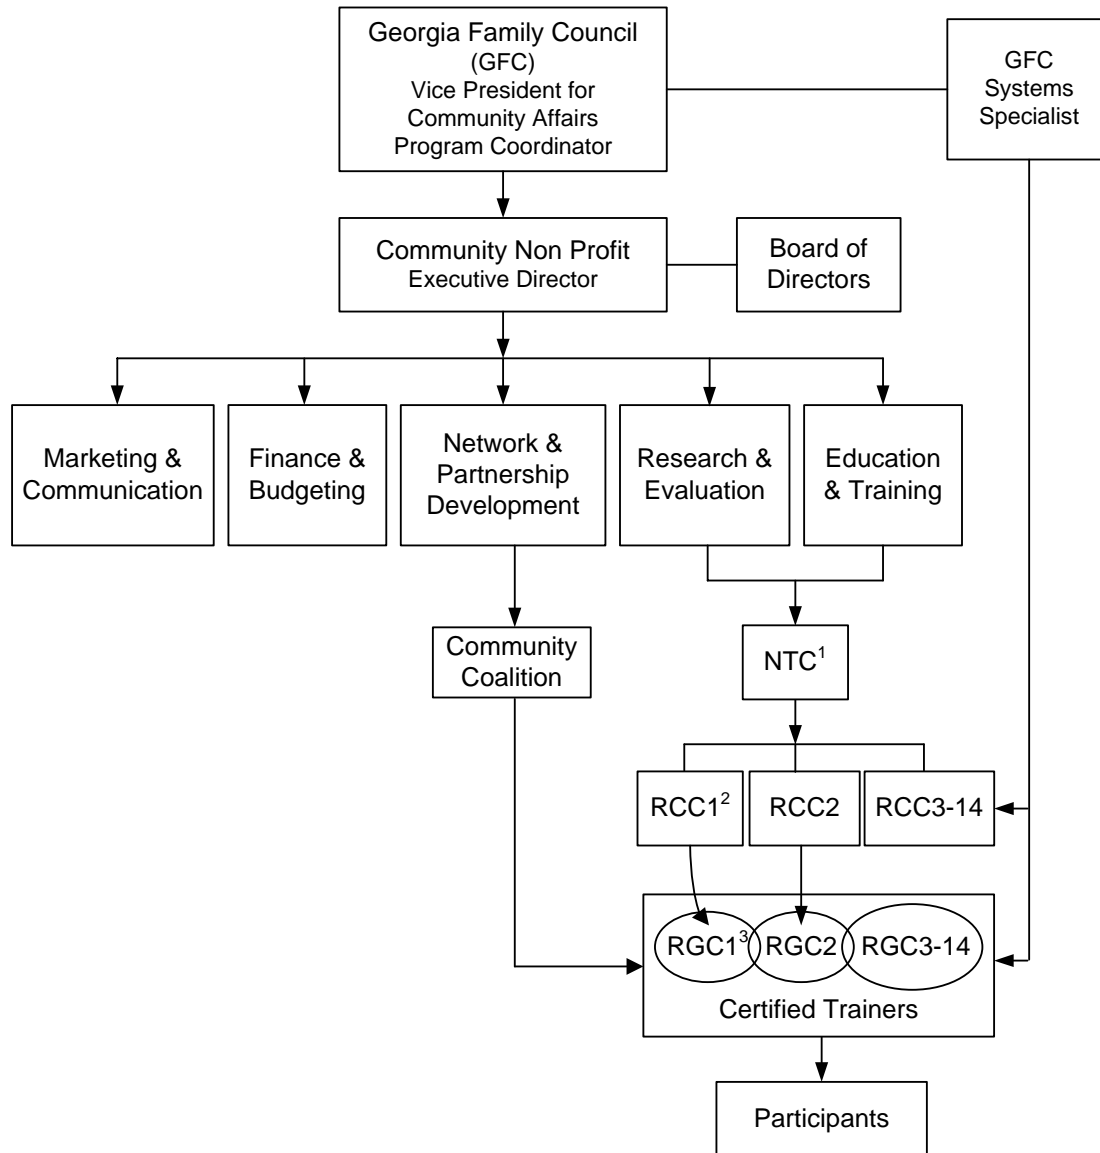 Georgia Family Council
(GFC)
Vice President for
Community Affairs
Program Coordinator
GFC
Systems
Specialist
Community Non Profit
Executive Director
Board of
Directors
Marketing &
Communication
Finance &
Budgeting
Network &
Partnership
Development
Research &
Evaluation
Education
& Training
Community
Coalition
NTC¹
RCC1²
RCC2
RCC3-14
RGC1³
RGC2
RGC3-14
Certified Trainers
Participants